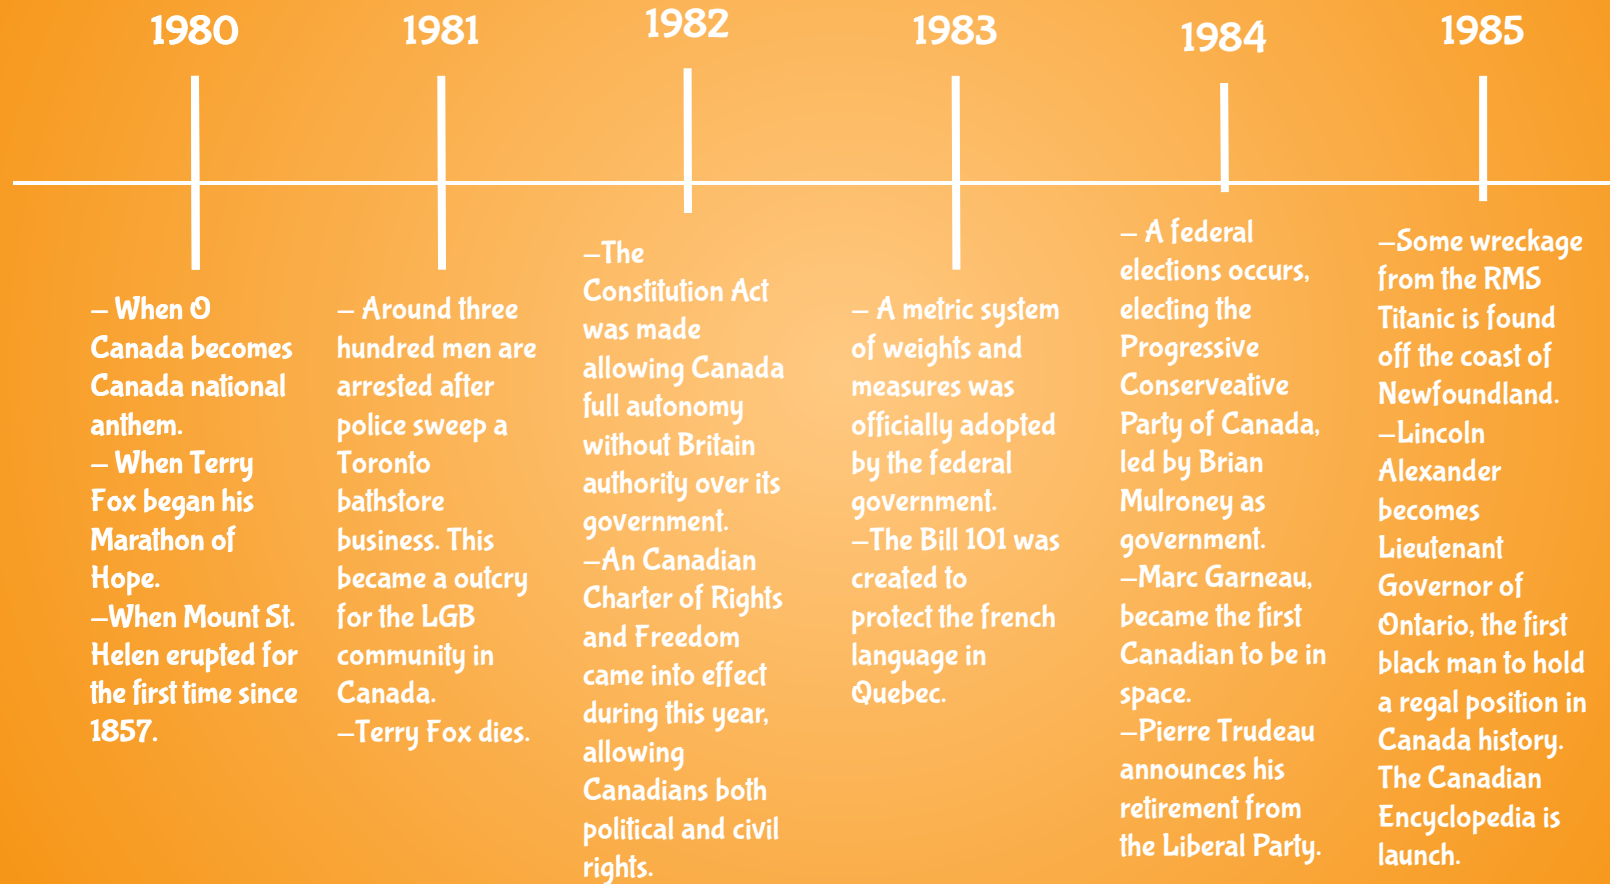 1980
– When O
Canada becomes
Canada national
anthem.
– When Terry
Fox began his
Marathon of
Hope.
–When Mount St.
Helen erupted for
the first time since
1857.
1981
– Around three
hundred men are
arrested after
police sweep a
Toronto
bathstore
business. This
became a outcry
for the LGB
community in
Canada.
–Terry Fox dies.
1982
–The
Constitution Act
was made
allowing Canada
full autonomy
without Britain
authority over its
government.
–An Canadian
Charter of Rights
and Freedom
came into effect
during this year,
allowing
Canadians both
political and civil
rights.
1983
– A metric system
of weights and
measures was
officially adopted
by the federal
government.
–The Bill 101 was
created to
protect the french
language in
Quebec.
1984
– A federal
elections occurs,
electing the
Progressive
Conserveative
Party of Canada,
led by Brian
Mulroney as
government.
–Marc Garneau,
became the first
Canadian to be in
space.
–Pierre Trudeau
announces his
retirement from
the Liberal Party.
1985
–Some wreckage
from the RMS
Titanic is found
off the coast of
Newfoundland.
–Lincoln
Alexander
becomes
Lieutenant
Governor of
Ontario, the first
black man to hold
a regal position in
Canada history.
The Canadian
Encyclopedia is
launch.